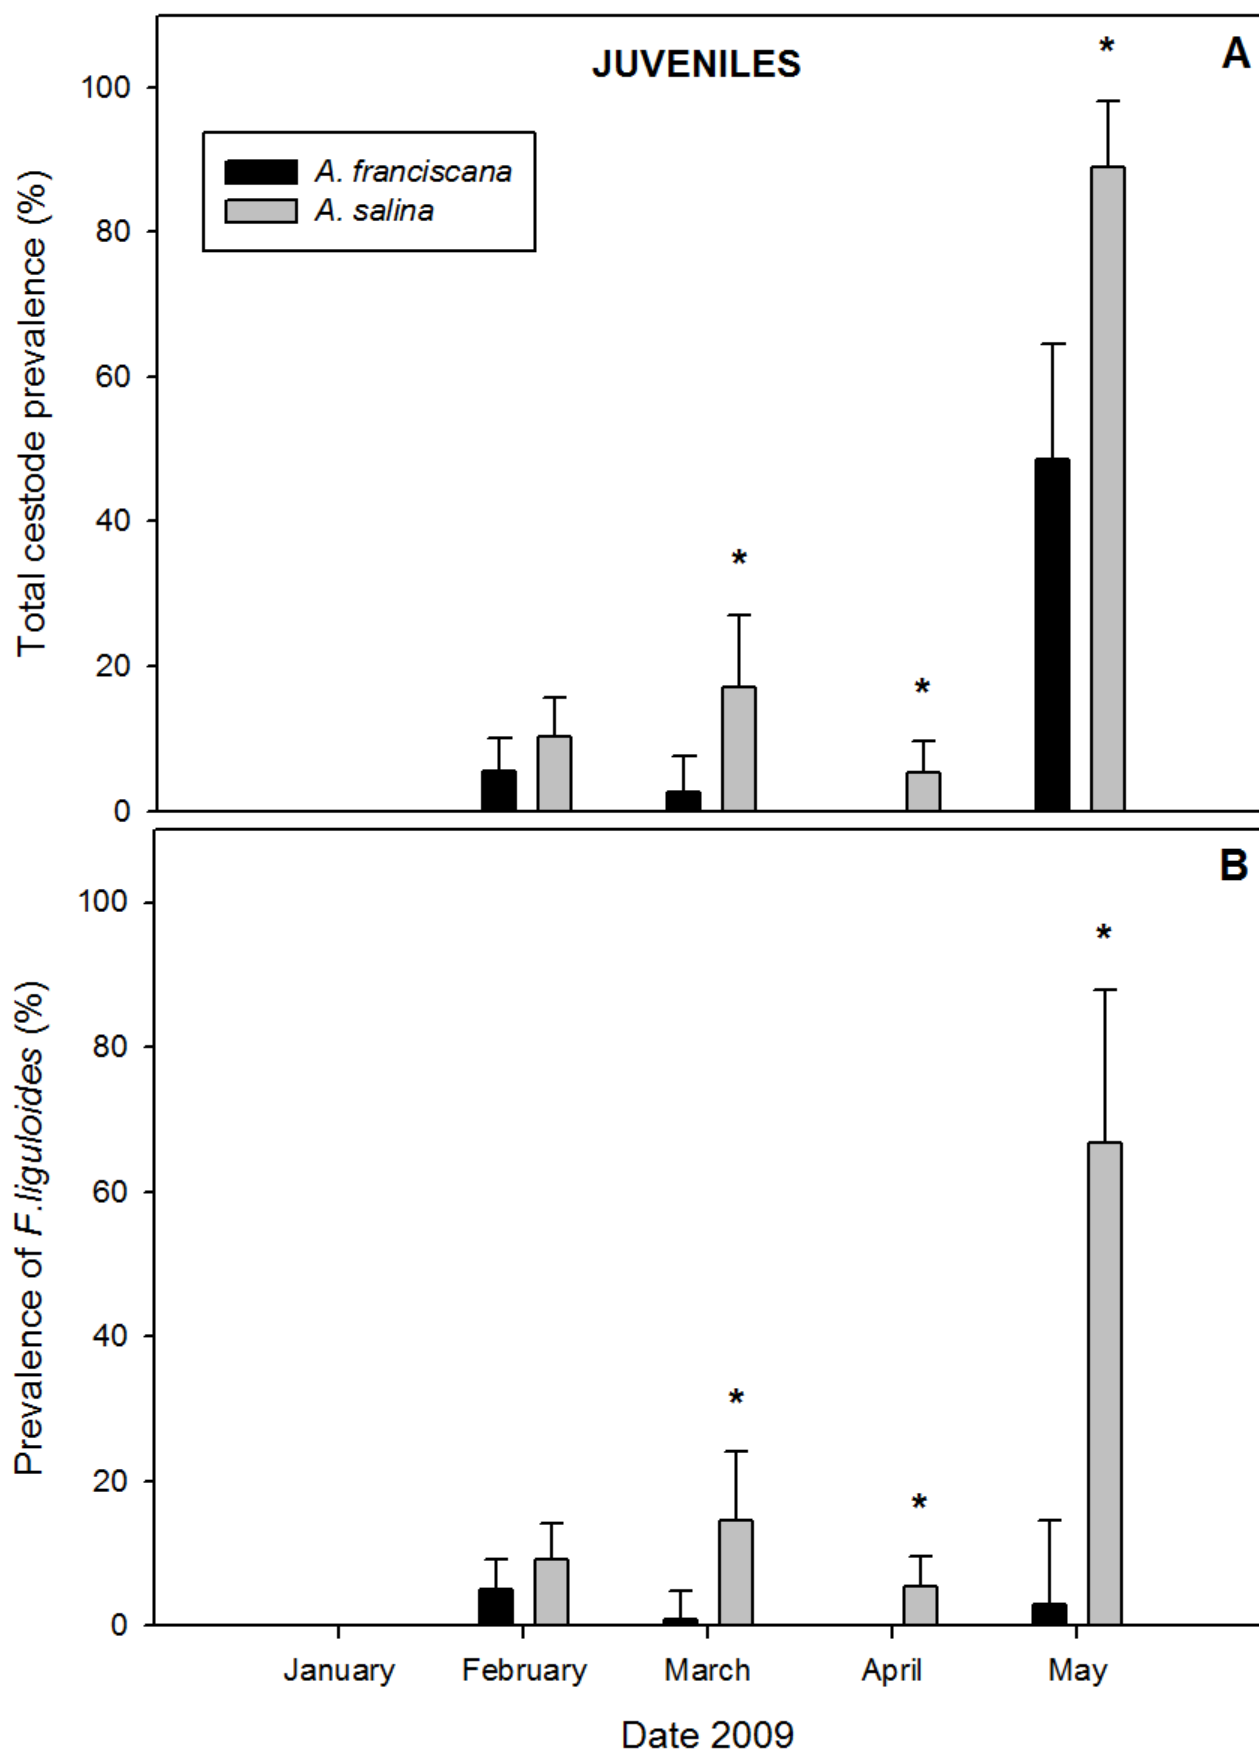 JUVENILES
A
*
100
80
60
40
20
0
Total cestode prevalence (%)
A. franciscana
A. salina
*
*
B
*
100
80
60
40
20
0
Prevalence of F.liguloides (%)
*
*
January February March April May
Date 2009